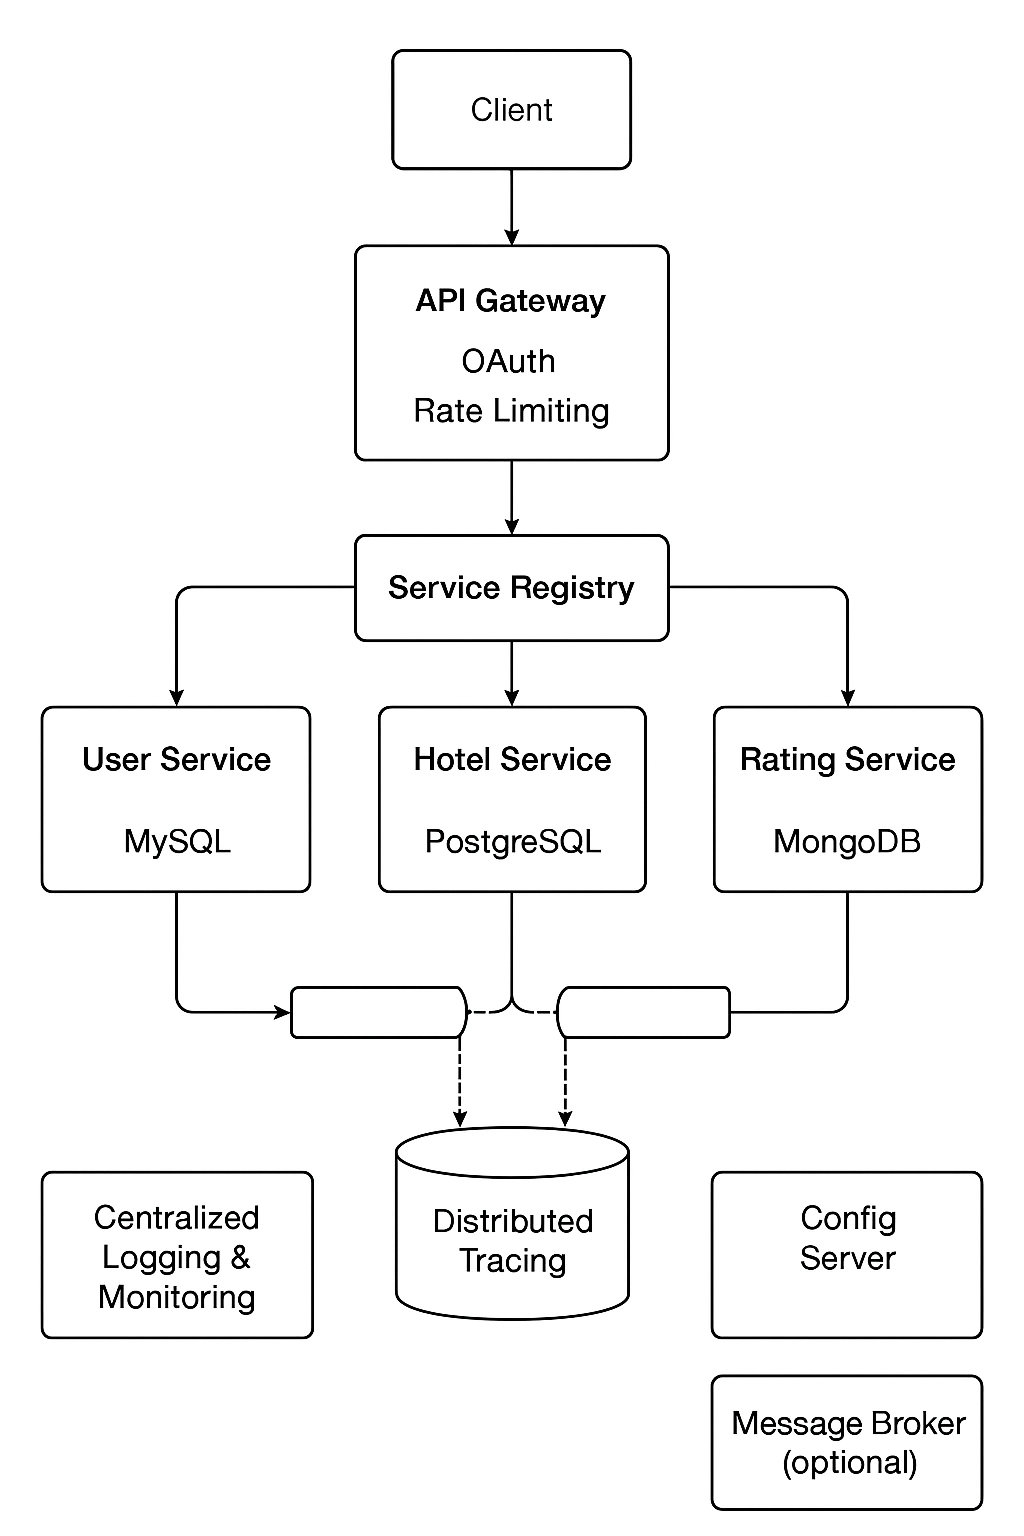 Client
API Gateway
OAuth
Rate Limiting
Service Registry
User Service
MySQL
Hotel Service
PostgreSQL
Rating Service
MongoDB
Centralized
Logging &
Monitoring
Distributed
Tracing
Config
Server
Message Broker
(optional)